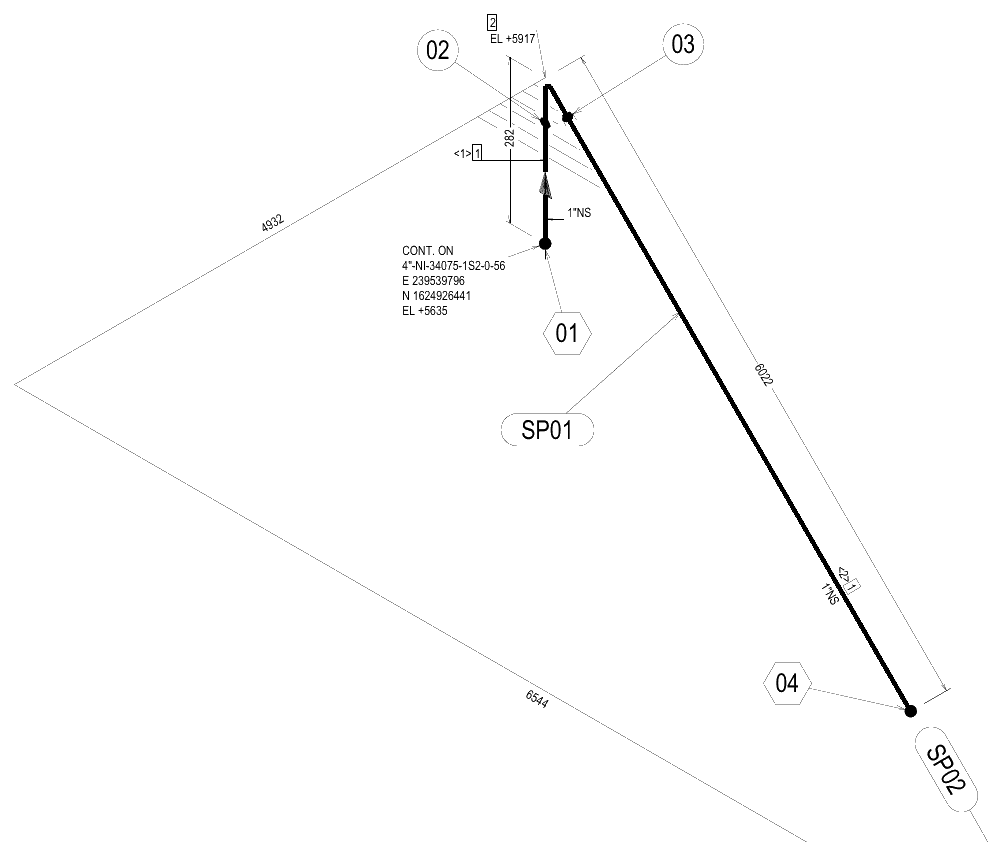 2
EL +5917
02
03
282
<1> 1
4932
1"NS
CONT. ON
4"-NI-34075-1S2-0-56
E 239539796
N 1624926441
EL +5635
01
6022
SP01
<2> 1
1"NS
04
6544
SP02